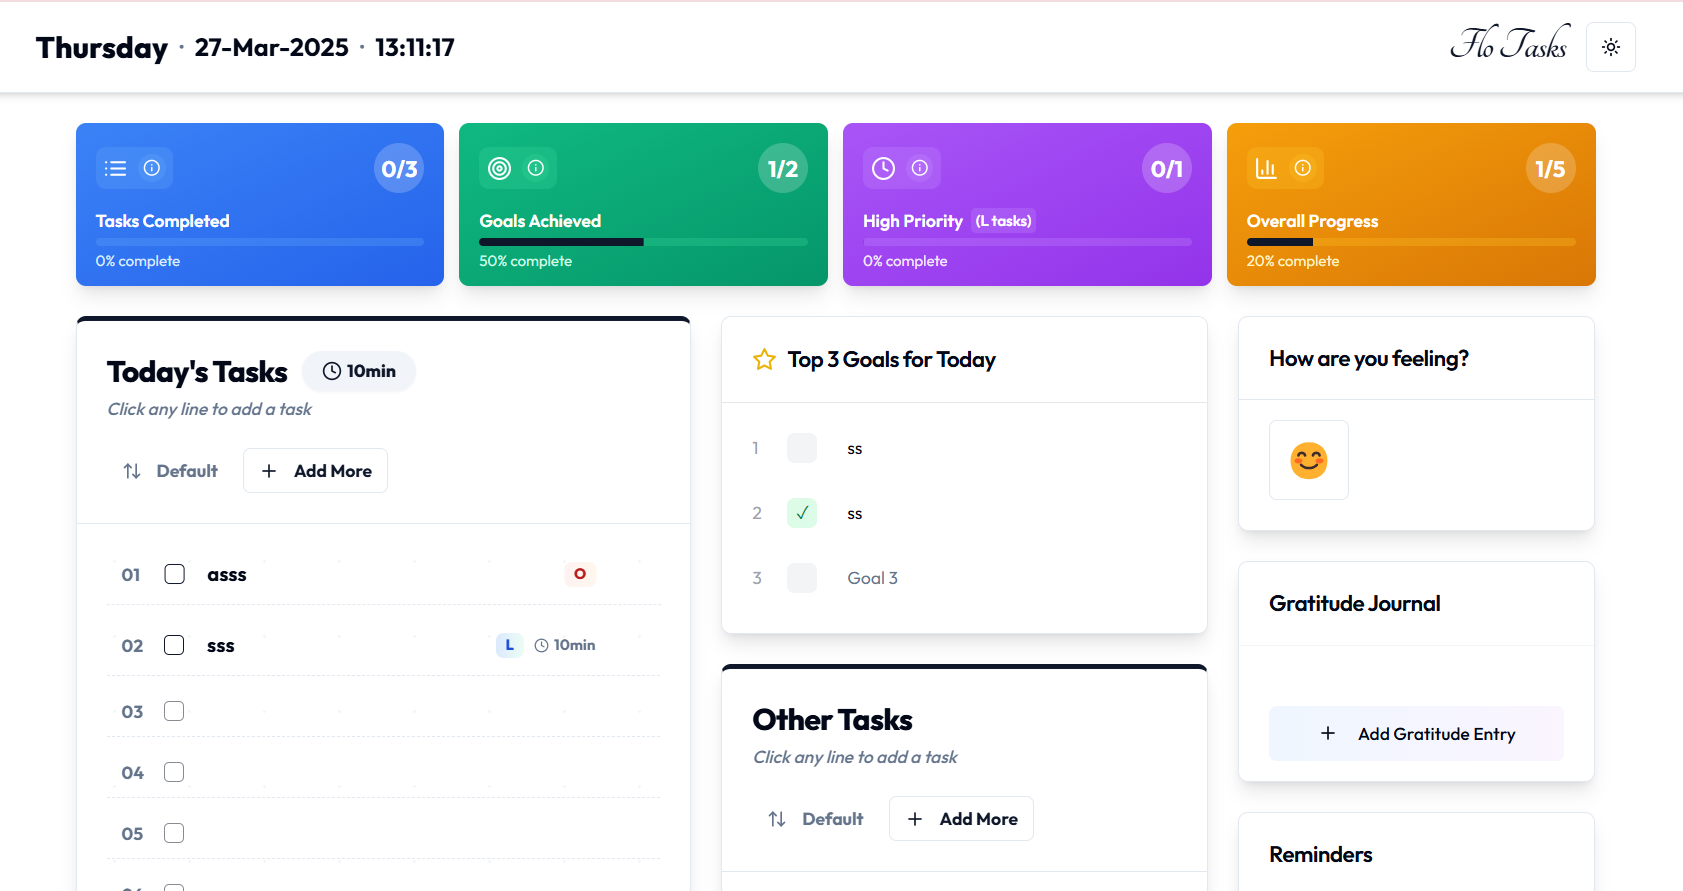 Thursday · 27-Mar-2025 · 13:11:17
Flo Tasks
0/3
Tasks Completed
0% complete
1/2
Goals Achieved
50% complete
0/1
High Priority (L tasks)
0% complete
1/5
Overall Progress
20% complete
Today's Tasks 10min
Click any line to add a task
Default + Add More
01 asss O
02 sss L 10min
03
04
05
Top 3 Goals for Today
1 ss
2 ✓ ss
3 Goal 3
Other Tasks
Click any line to add a task
Default + Add More
How are you feeling?
Gratitude Journal
+ Add Gratitude Entry
Reminders